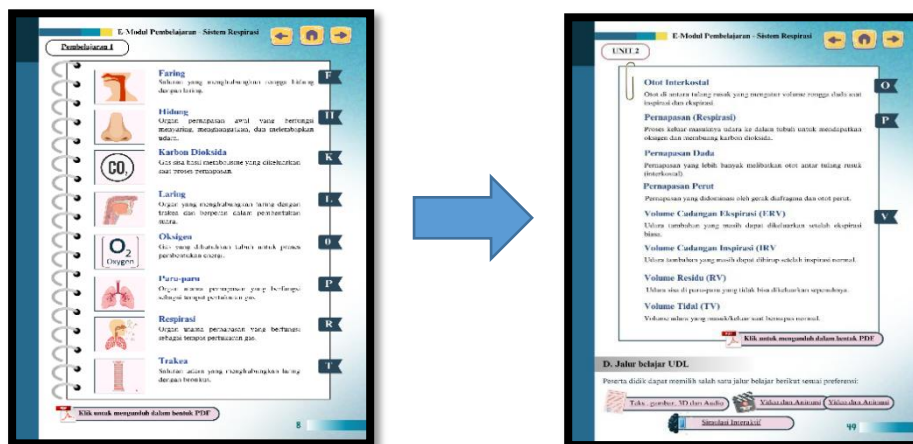 E-Modul Pembelajaran - Sistem Respirasi
Pembelajaran 1
Faring
Saluran yang menghubungkan rongga hidung
dengan laring.
F
Hidung
Organ pernapasan awal yang berfungsi
menyaring, menghangatkan, dan melembapkan
udara.
H
CO2
Karbon Dioksida
Gas sisa hasil metabolisme yang dikeluarkan
saat proses pernapasan.
K
Laring
Organ yang menghubungkan faring dengan
trakea dan berperan dalam pembentukan
suara.
L
O2
Oxygen
Oksigen
Gas yang dibutuhkan tubuh untuk proses
pembentukan energi.
O
Paru-paru
Organ utama pernapasan yang berfungsi
sebagai tempat pertukaran gas.
P
Respirasi
Organ utama pernapasan yang berfungsi
sebagai tempat pertukaran gas.
R
Trakea
Saluran udara yang menghubungkan laring
dengan bronkus.
T
PDF
Klik untuk mengunduh dalam bentuk PDF
8
E-Modul Pembelajaran - Sistem Respirasi
UNIT 2
Otot Interkostal
Otot di antara tulang rusuk yang mengatur volume rongga dada saat
inspirasi dan ekspirasi.
O
Pernapasan (Respirasi)
Proses keluar masuknya udara ke dalam tubuh untuk mendapatkan
oksigen dan membuang karbon dioksida.
P
Pernapasan Dada
Pernapasan yang lebih banyak melibatkan otot antar tulang rusuk
(interkostal).
Pernapasan Perut
Pernapasan yang didominasi oleh gerak diafragma dan otot perut.
Volume Cadangan Ekspirasi (ERV)
Udara tambahan yang masih dapat dikeluarkan setelah ekspirasi
biasa.
V
Volume Cadangan Inspirasi (IRV
Udara tambahan yang masih dapat dihirup setelah inspirasi normal.
Volume Residu (RV)
Udara sisa di paru-paru yang tidak bisa dikeluarkan sepenuhnya.
Volume Tidal (TV)
Volume udara yang masuk/keluar saat bernapas normal.
PDF
Klik untuk mengunduh dalam bentuk PDF
D. Jalur belajar UDL
Peserta didik dapat memilih salah satu jalur belajar berikut sesuai preferensi:
Teks, gambar, 3D dan Audio
Video dan Animasi
Video dan Animasi
Simulasi Interaktif
49